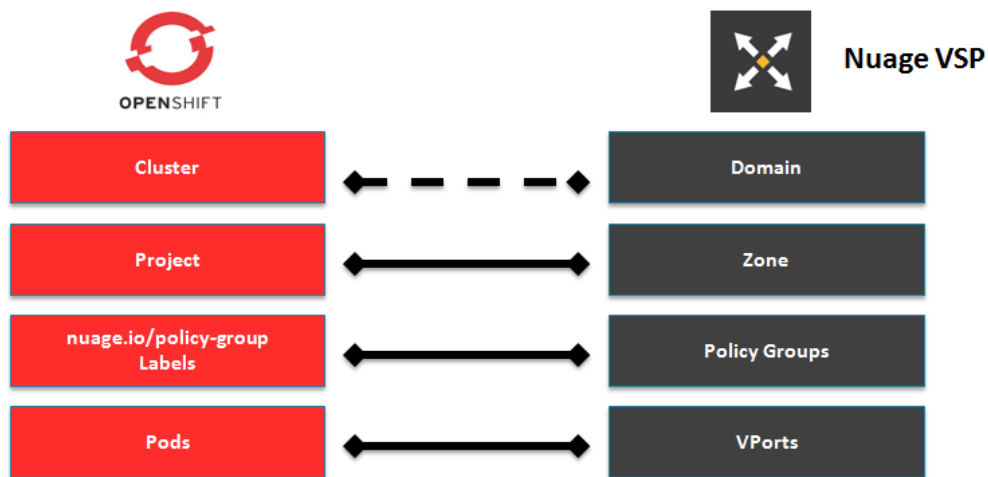 OPENSHIFT
Nuage VSP
Cluster
Domain
Project
Zone
nuage.io/policy-group
Labels
Policy Groups
Pods
VPorts